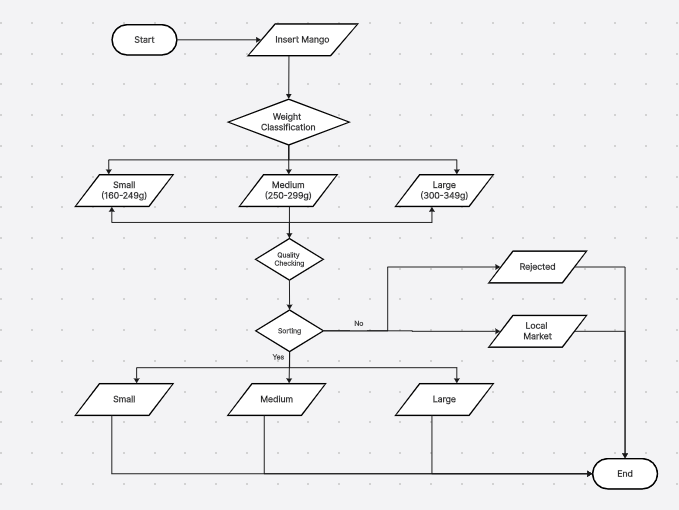 Start
Insert Mango
Weight
Classification
Small
(160-249g)
Medium
(250-299g)
Large
(300-349g)
Quality
Checking
Rejected
Sorting
No
Local
Market
Yes
Small
Medium
Large
End